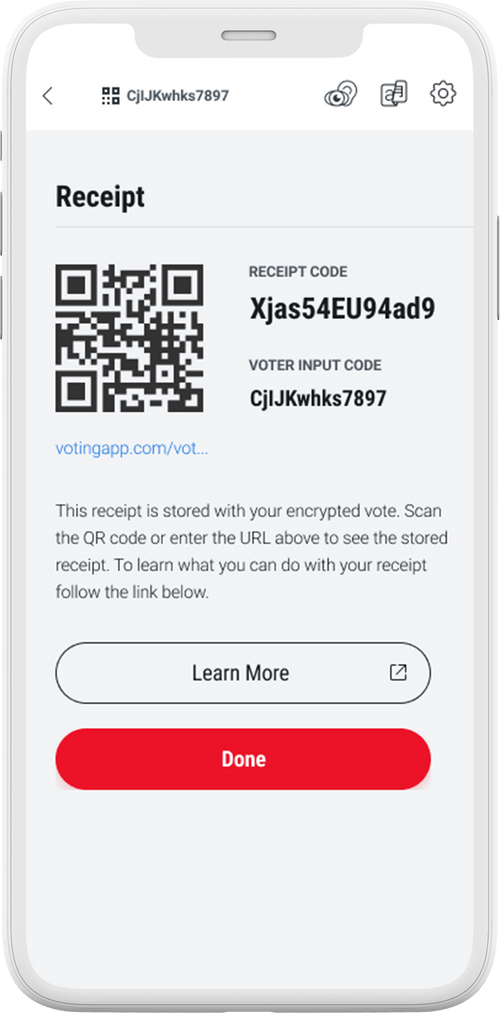 CjIJKwhks7897
Receipt
RECEIPT CODE
Xjas54EU94ad9
VOTER INPUT CODE
CjIJKwhks7897
votingapp.com/vot...
This receipt is stored with your encrypted vote. Scan
the QR code or enter the URL above to see the stored
receipt. To learn what you can do with your receipt
follow the link below.
Learn More
Done